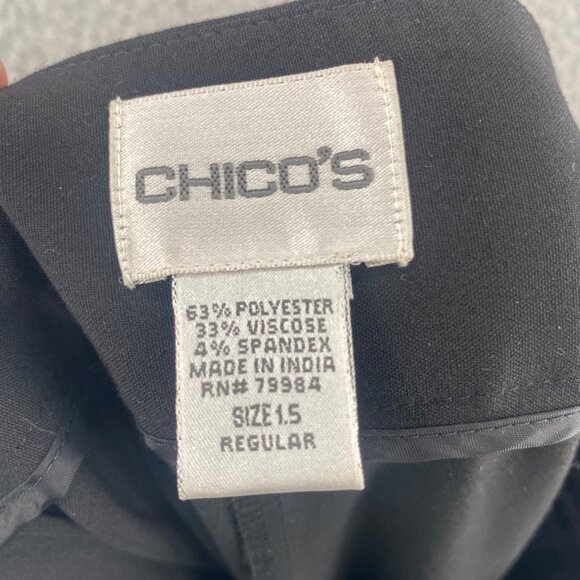 CHICO'S
63% POLYESTER
33% VISCOSE
4% SPANDEX
MADE IN INDIA
RN# 79984
SIZE 1.5
REGULAR